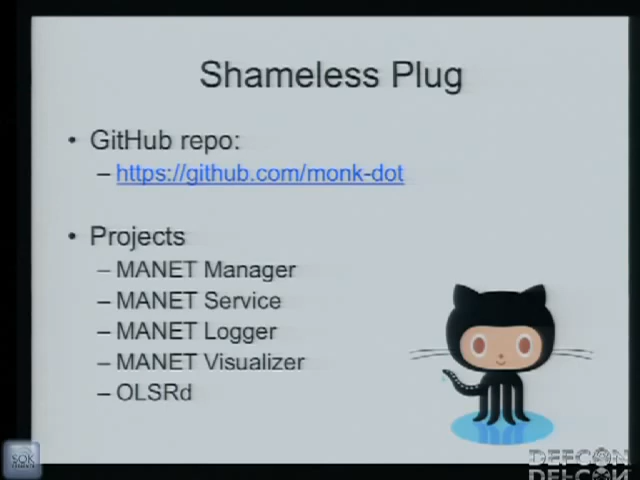 Shameless Plug
• GitHub repo:
– https://github.com/monk-dot
• Projects
– MANET Manager
– MANET Service
– MANET Logger
– MANET Visualizer
– OLSRd
DEFCON